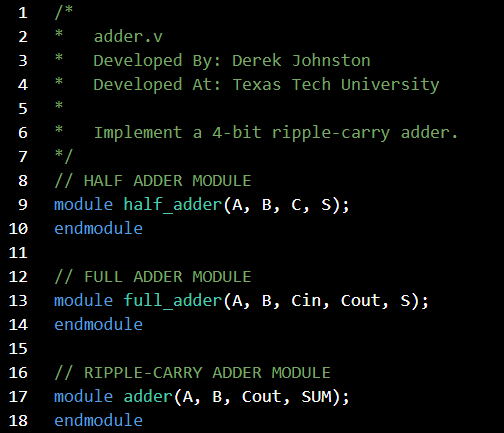 1 /*
2 *   adder.v
3 *   Developed By: Derek Johnston
4 *   Developed At: Texas Tech University
5 *
6 *   Implement a 4-bit ripple-carry adder.
7 */
8 // HALF ADDER MODULE
9 module half_adder(A, B, C, S);
10 endmodule
11
12 // FULL ADDER MODULE
13 module full_adder(A, B, Cin, Cout, S);
14 endmodule
15
16 // RIPPLE-CARRY ADDER MODULE
17 module adder(A, B, Cout, SUM);
18 endmodule